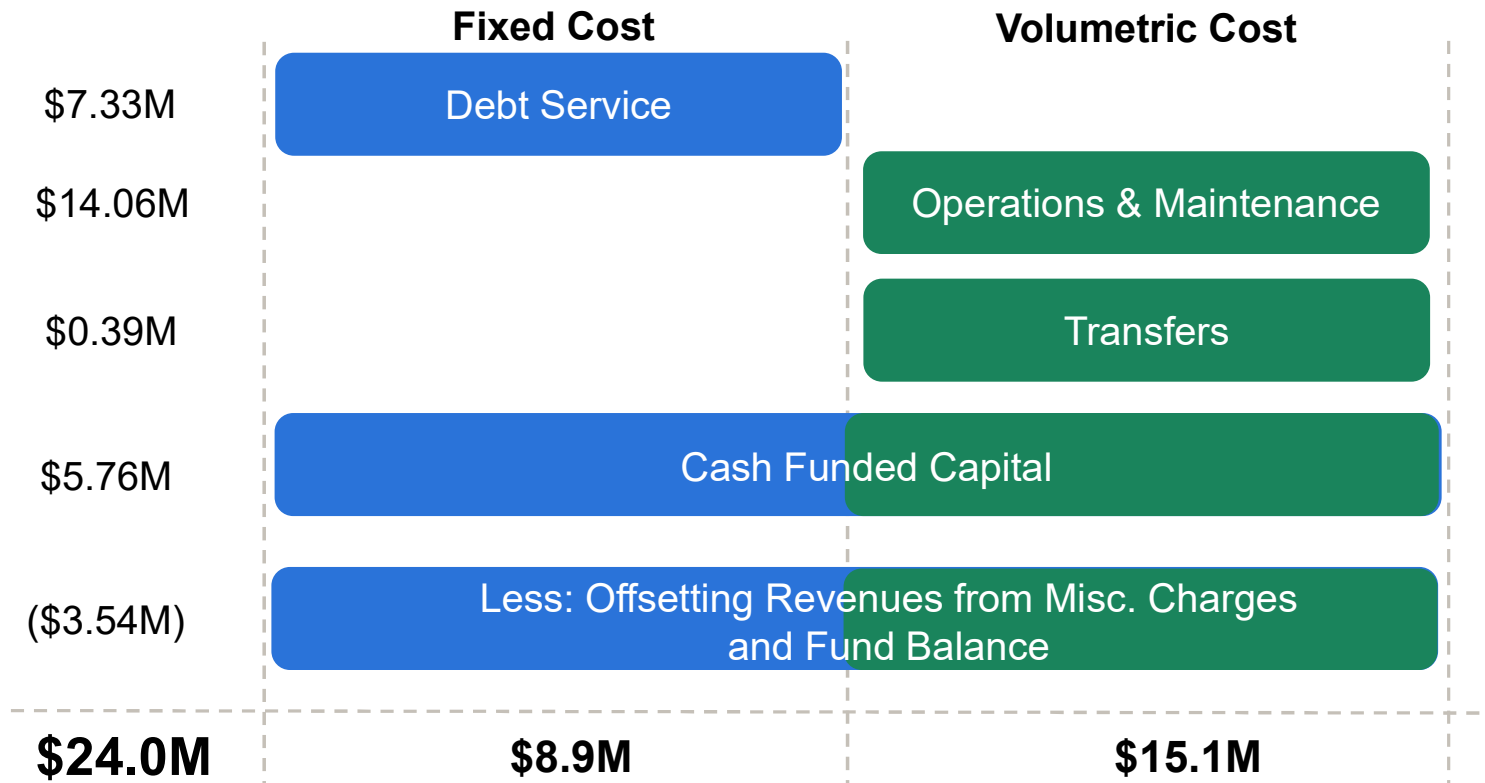 Fixed Cost
Volumetric Cost
$7.33M
Debt Service
$14.06M
Operations & Maintenance
$0.39M
Transfers
$5.76M
Cash Funded Capital
($3.54M)
Less: Offsetting Revenues from Misc. Charges
and Fund Balance
$24.0M
$8.9M
$15.1M